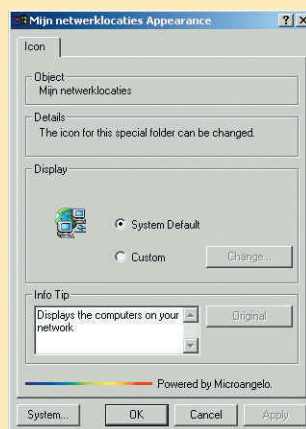 Mijn netwerklocaties Appearance
Icon
Object
Mijn netwerklocaties
Details
The icon for this special folder can be changed.
Display
System Default
Custom
Change...
Info Tip
Displays the computers on your
network
Original
Powered by Microangelo.
System...
OK
Cancel
Apply